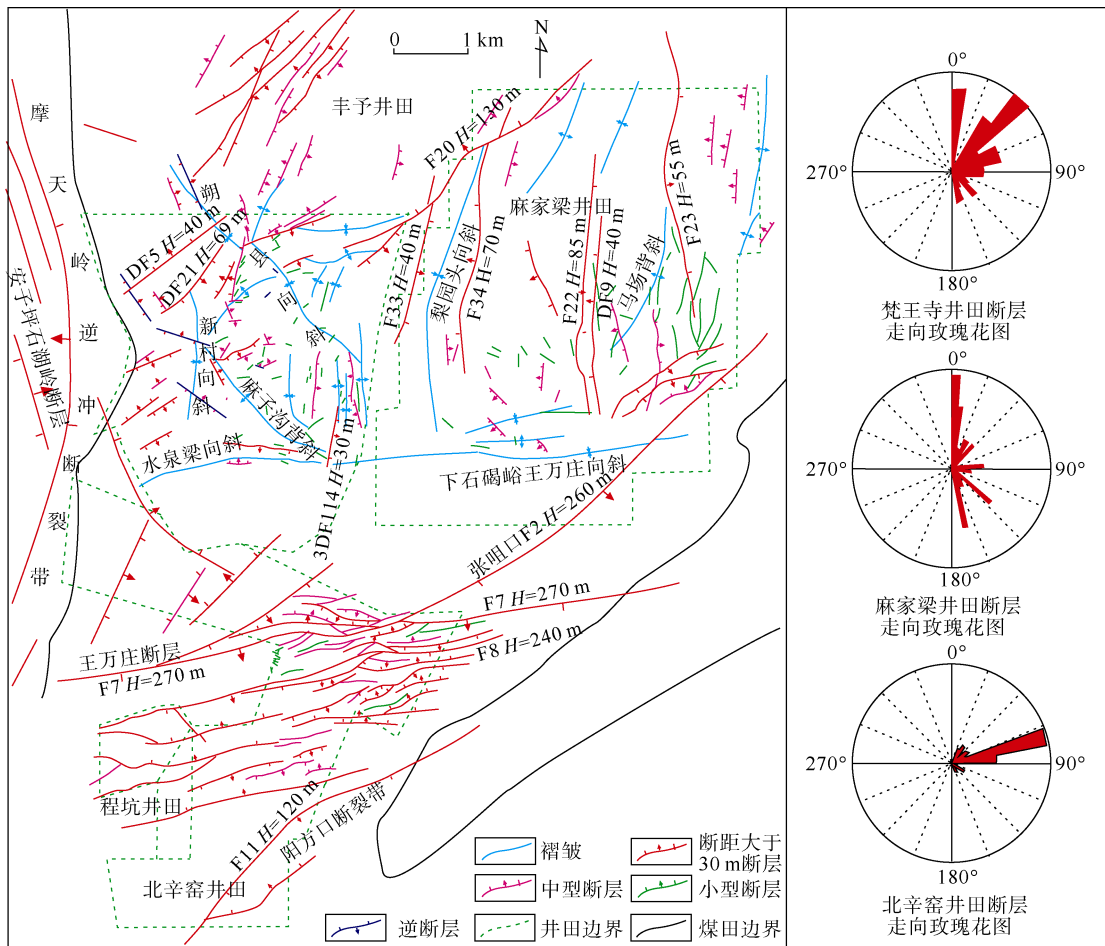 0 1 km
N
摩天岭逆冲断裂带
安子坪石湖岭断层
丰予井田
朔县向斜
DF5 H=40 m
DF21 H=69 m
F20 H=130 m
麻家梁井田
F23 H=55 m
F33 H=40 m
梨园头向斜
F34 H=70 m
F22 H=85 m
DF9 H=40 m
马场背斜
新村向斜
麻子沟背斜
水泉梁向斜
3DF114 H=30 m
下石碣峪王万庄向斜
张咀口F2 H=260 m
F7 H=270 m
F8 H=240 m
王万庄断层
F7 H=270 m
程坑井田
F11 H=120 m
阳方口断裂带
北辛窑井田
褶皱
断距大于
30 m断层
中型断层
小型断层
逆断层
井田边界
煤田边界
0°
270°
90°
180°
梵王寺井田断层
走向玫瑰花图
0°
270°
90°
180°
麻家梁井田断层
走向玫瑰花图
0°
270°
90°
180°
北辛窑井田断层
走向玫瑰花图